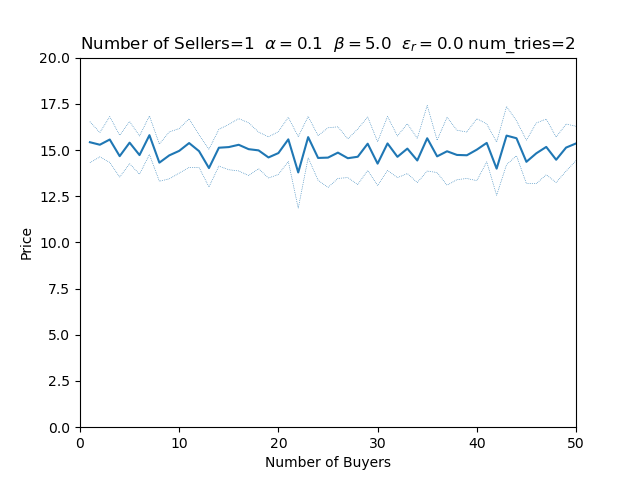 Number of Sellers=1 α = 0.1 β = 5.0 εᵣ = 0.0 num_tries=2
20.0
17.5
15.0
12.5
10.0
7.5
5.0
2.5
0.0
Price
0 10 20 30 40 50
Number of Buyers